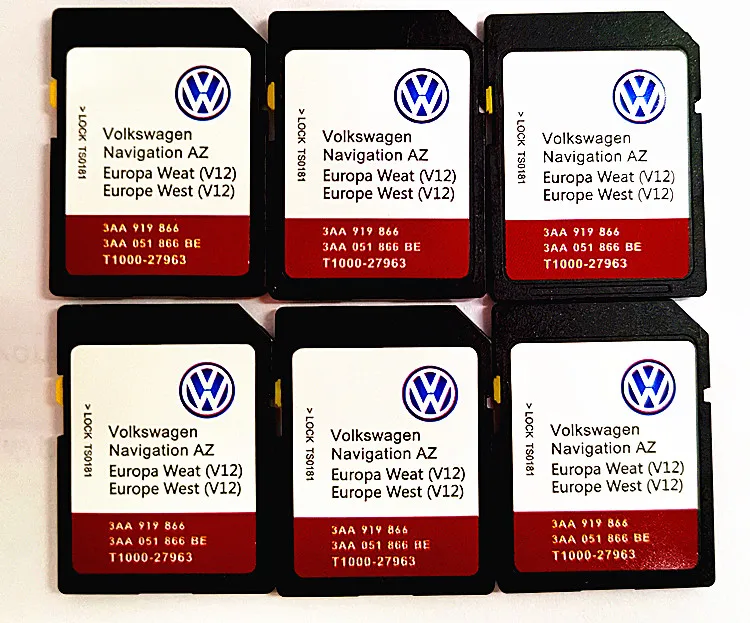 > LOCK TS0181
Volkswagen
Navigation AZ
Europa Weat (V12)
Europe West (V12)
3AA 919 866
3AA 051 866 BE
T1000-27963
> LOCK TS0181
Volkswagen
Navigation AZ
Europa Weat (V12)
Europe West (V12)
3AA 919 866
3AA 051 866 BE
T1000-27963
> LOCK TS0181
Volkswagen
Navigation AZ
Europa Weat (V12)
Europe West (V12)
3AA 919 866
3AA 051 866 BE
T1000-27963
> LOCK TS0181
Volkswagen
Navigation AZ
Europa Weat (V12)
Europe West (V12)
3AA 919 866
3AA 051 866 BE
T1000-27963
> LOCK TS0181
Volkswagen
Navigation AZ
Europa Weat (V12)
Europe West (V12)
3AA 919 866
3AA 051 866 BE
T1000-27963
> LOCK TS0181
Volkswagen
Navigation AZ
Europa Weat (V12)
Europe West (V12)
3AA 919 866
3AA 051 866 BE
T1000-27963